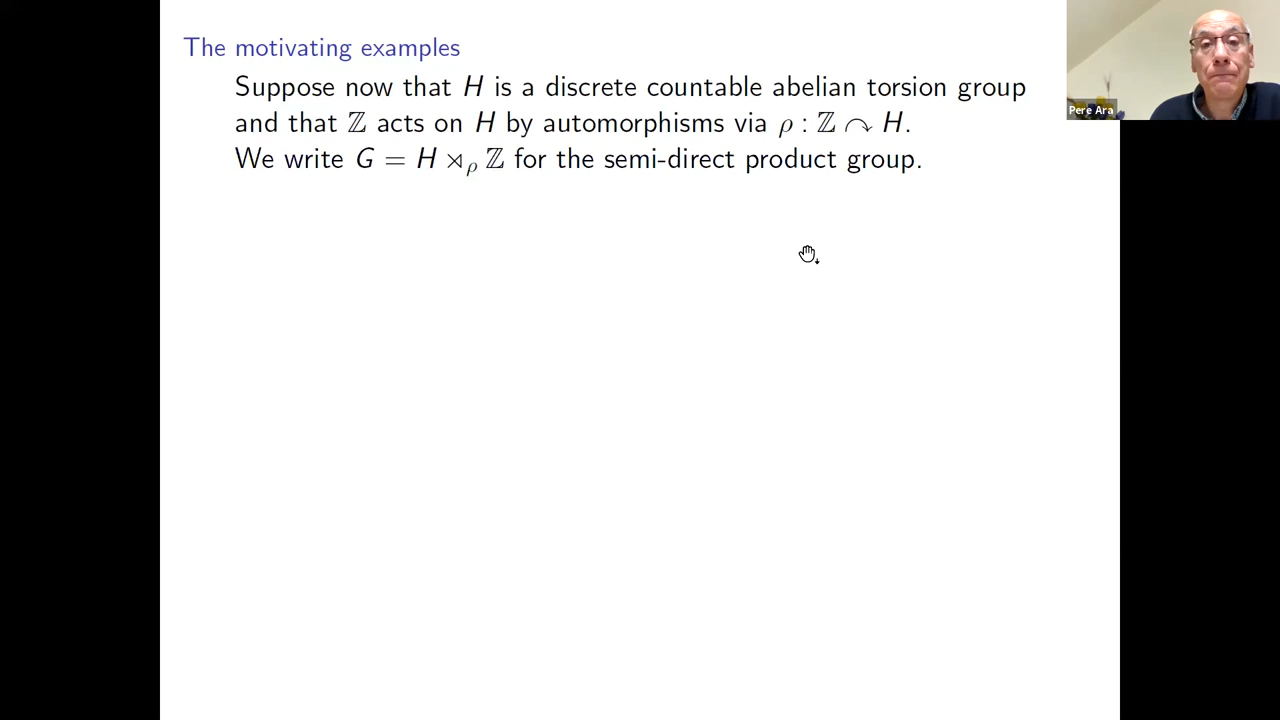 The motivating examples
Suppose now that H is a discrete countable abelian torsion group
and that ℤ acts on H by automorphisms via ρ : ℤ ↷ H.
We write G = H ⋊_ρ ℤ for the semi-direct product group.
Pere Ara